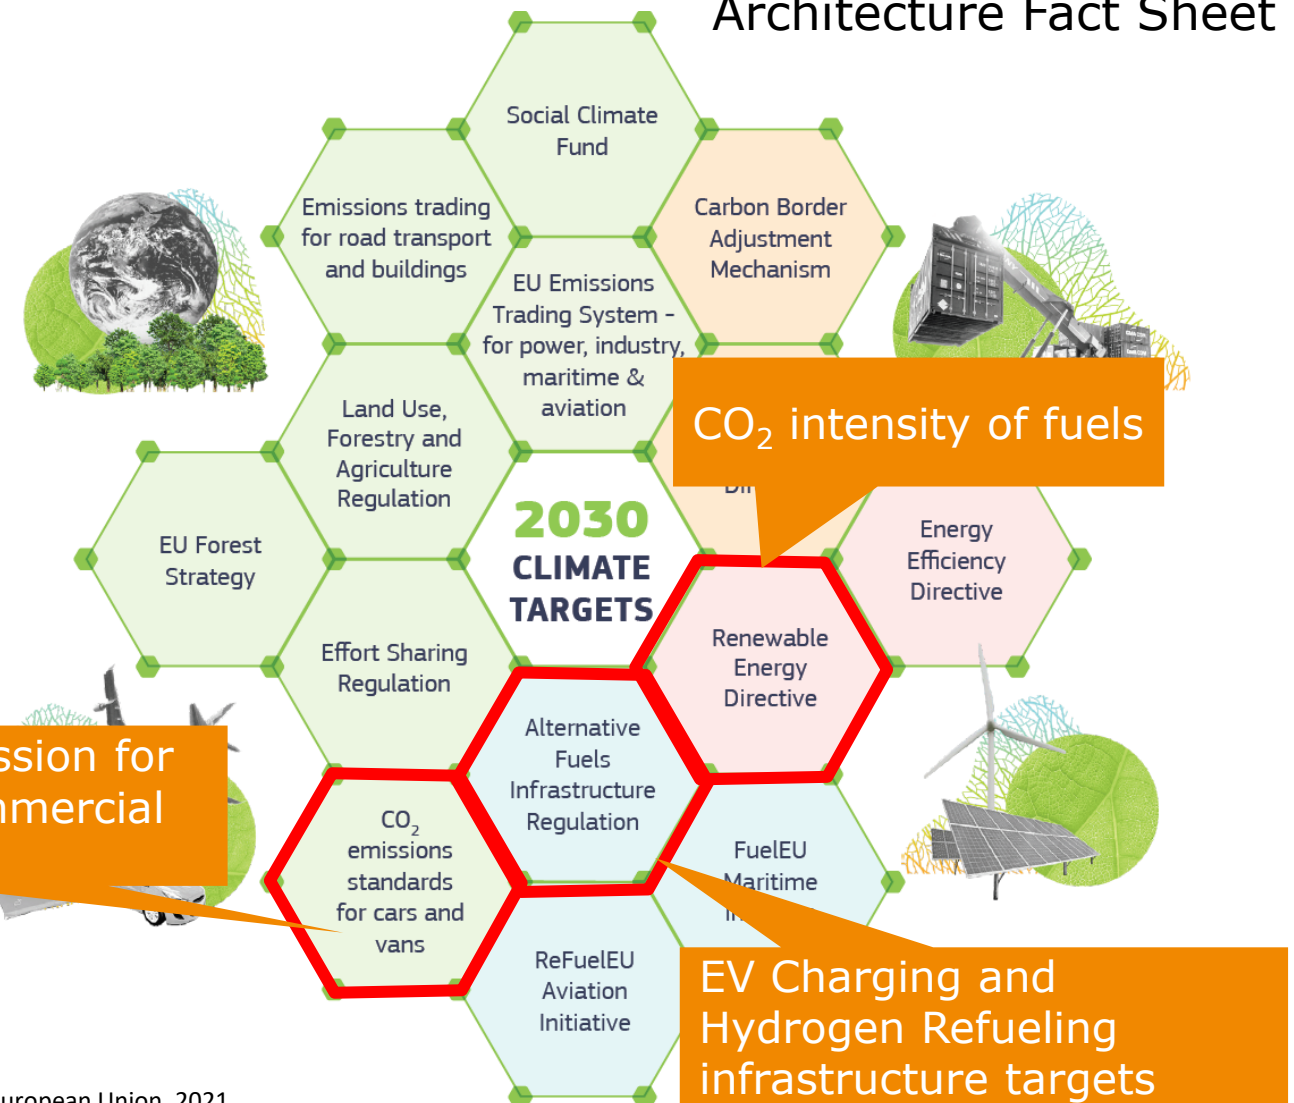 Architecture Fact Sheet
Social Climate
Fund
Emissions trading
for road transport
and buildings
Carbon Border
Adjustment
Mechanism
EU Emissions
Trading System -
for power, industry,
maritime &
aviation
CO₂ intensity of fuels
Land Use,
Forestry and
Agriculture
Regulation
2030
CLIMATE
TARGETS
EU Forest
Strategy
Energy
Efficiency
Directive
Effort Sharing
Regulation
Renewable
Energy
Directive
Alternative
Fuels
Infrastructure
Regulation
for
CO₂
emissions
standards
for cars and
vans
FuelEU
Maritime
ReFuelEU
Aviation
Initiative
EV Charging and
Hydrogen Refueling
infrastructure targets
Union, 2021